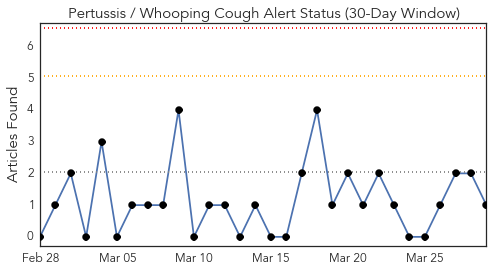 Pertussis / Whooping Cough Alert Status (30-Day Window)
Articles Found
6
5
4
3
2
1
0
Feb 28
Mar 05
Mar 10
Mar 15
Mar 20
Mar 25